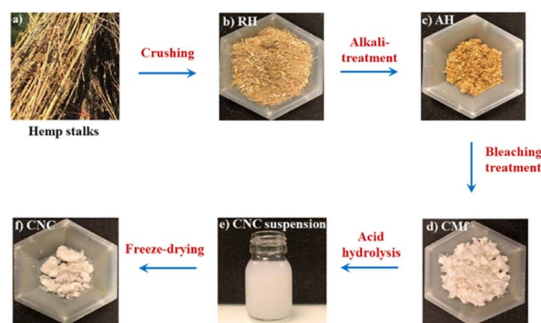 a)
Hemp stalks
Crushing
b) RH
Alkali-
treatment
c) AH
Bleaching
treatment
d) CMf
Acid
hydrolysis
e) CNC suspension
Freeze-drying
f) CNC